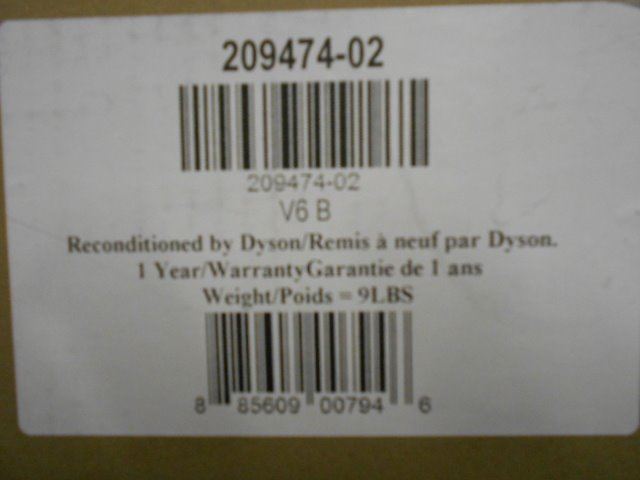 209474-02
209474-02
V6 B
Reconditioned by Dyson/Remis à neuf par Dyson.
1 Year/WarrantyGarantie de 1 ans
Weight/Poids = 9LBS
8 85609 00794 6